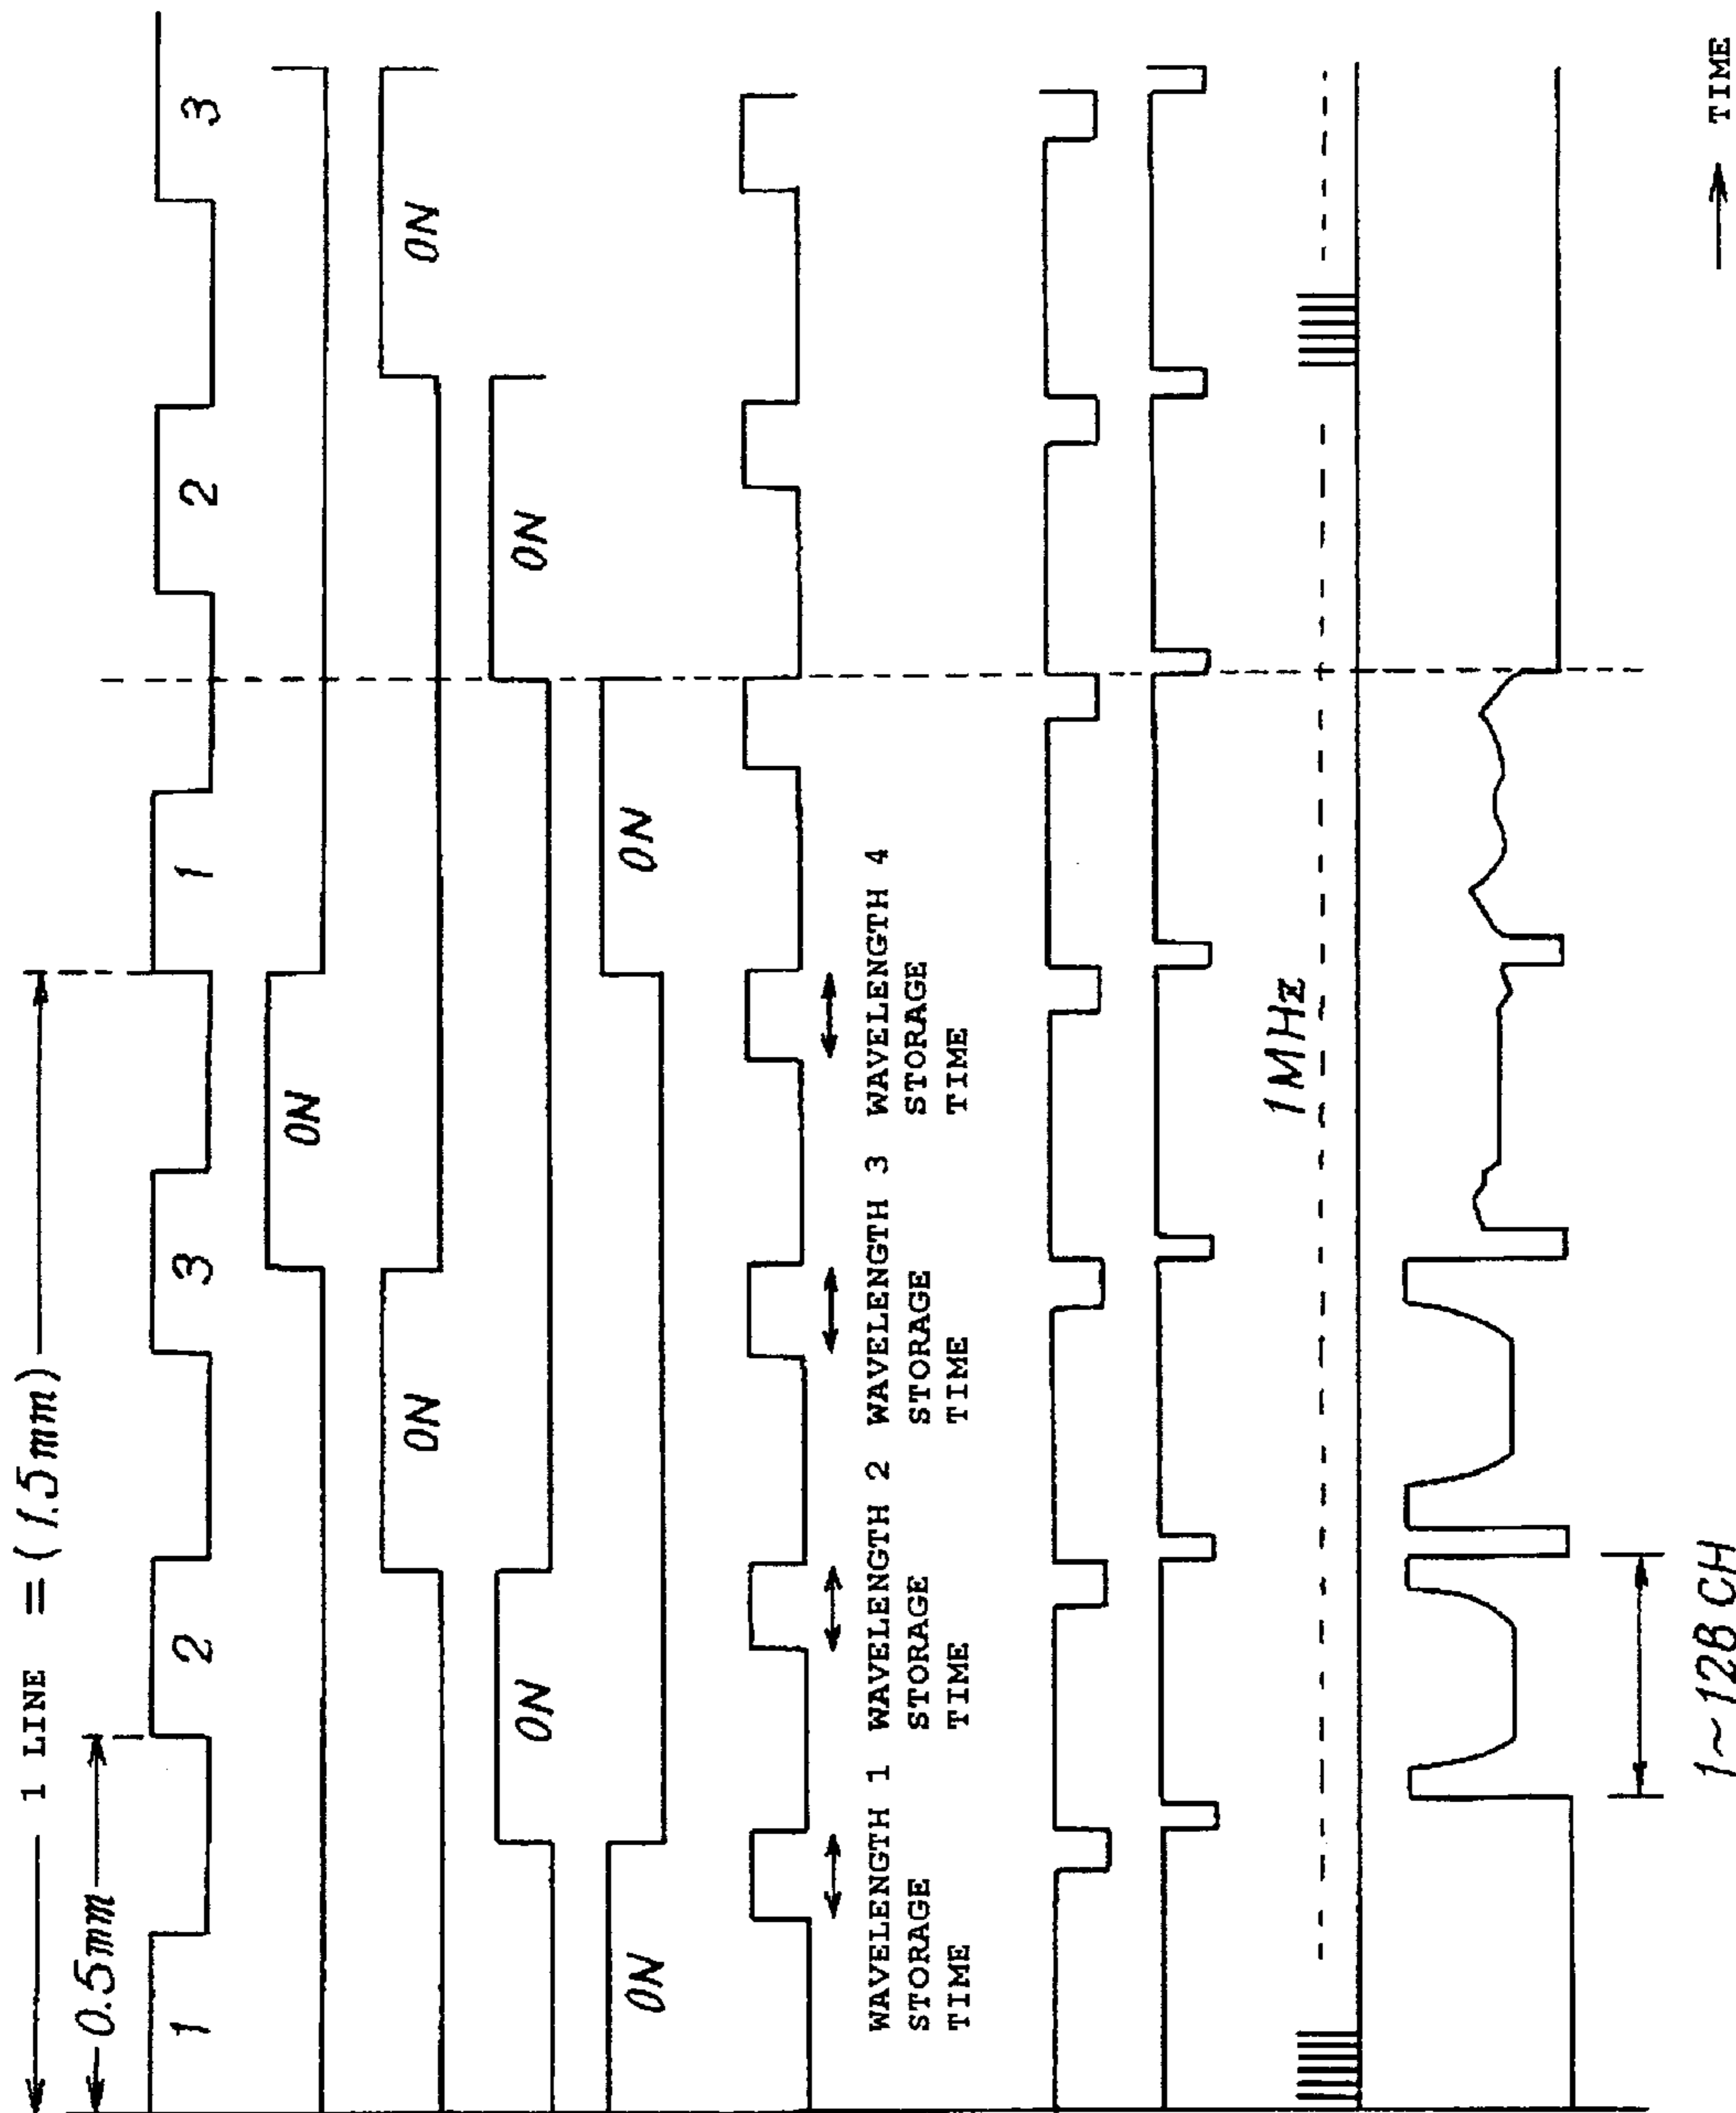 1 LINE = (1.5mm)
0.5mm
1
2
3
1
2
3
ON
ON
ON
ON
ON
ON
ON
WAVELENGTH 1
STORAGE
TIME
WAVELENGTH 2
STORAGE
TIME
WAVELENGTH 3
STORAGE
TIME
WAVELENGTH 4
STORAGE
TIME
1MHz
1~128 CH
TIME